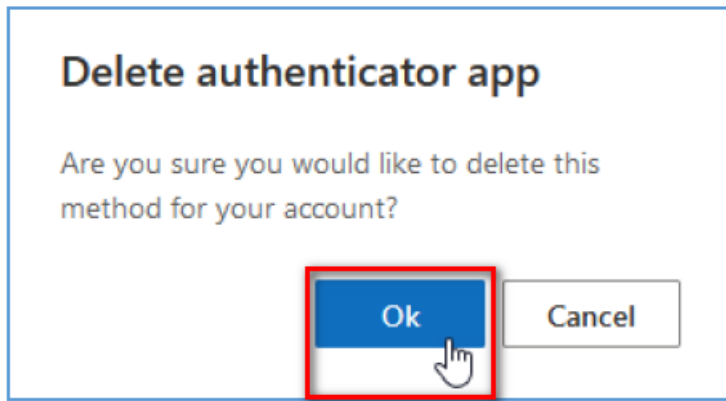 Delete authenticator app
Are you sure you would like to delete this
method for your account?
Ok
Cancel